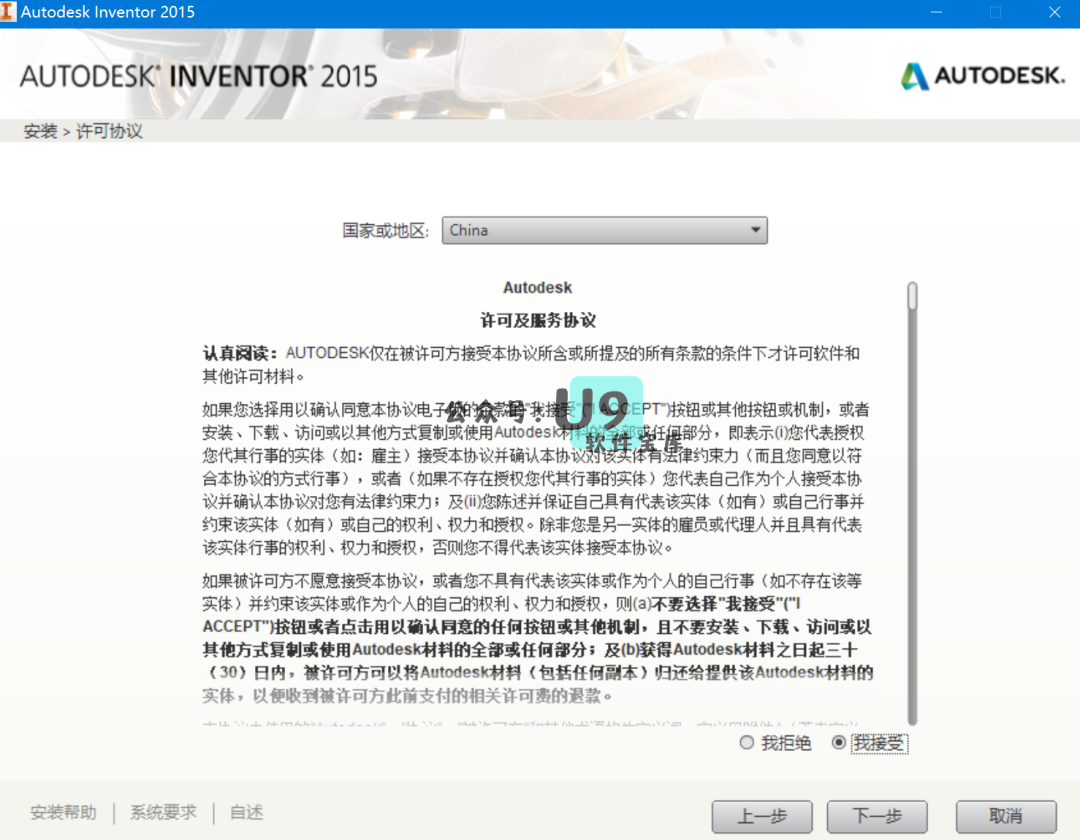 Autodesk Inventor 2015
AUTODESK® INVENTOR® 2015
AUTODESK.
安装 > 许可协议
国家或地区: China
Autodesk
许可及服务协议
认真阅读：AUTODESK仅在被许可方接受本协议所含或所提及的所有条款的条件下才许可软件和
其他许可材料。
如果您选择用以确认同意本协议电子版的条款的"我接受"("I ACCEPT")按钮或其他按钮或机制，或者
安装、下载、访问或以其他方式复制或使用Autodesk材料的全部或任何部分，即表示(i)您代表授权
您代其行事的实体（如：雇主）接受本协议并确认本协议对该实体有法律约束力（而且您同意以符
合本协议的方式行事），或者（如果不存在授权您代其行事的实体）您代表自己作为个人接受本协
议并确认本协议对您有法律约束力；及(ii)您陈述并保证自己具有代表该实体（如有）或自己行事并
约束该实体（如有）或自己的权利、权力和授权。除非您是另一实体的雇员或代理人并且具有代表
该实体行事的权利、权力和授权，否则您不得代表该实体接受本协议。
公众号：U9
软件宝库
如果被许可方不愿意接受本协议，或者您不具有代表该实体或作为个人的自己行事（如不存在该等
实体）并约束该实体或作为个人的自己的权利、权力和授权，则(a)不要选择"我接受"("I
ACCEPT")按钮或者点击用以确认同意的任何按钮或其他机制，且不要安装、下载、访问或以
其他方式复制或使用Autodesk材料的全部或任何部分；及(b)获得Autodesk材料之日起三十
（30）日内，被许可方可以将Autodesk材料（包括任何副本）归还给提供该Autodesk材料的
实体，以便收到被许可方此前支付的相关许可费的退款。
我拒绝 我接受
安装帮助 | 系统要求 | 自述
上一步 下一步 取消